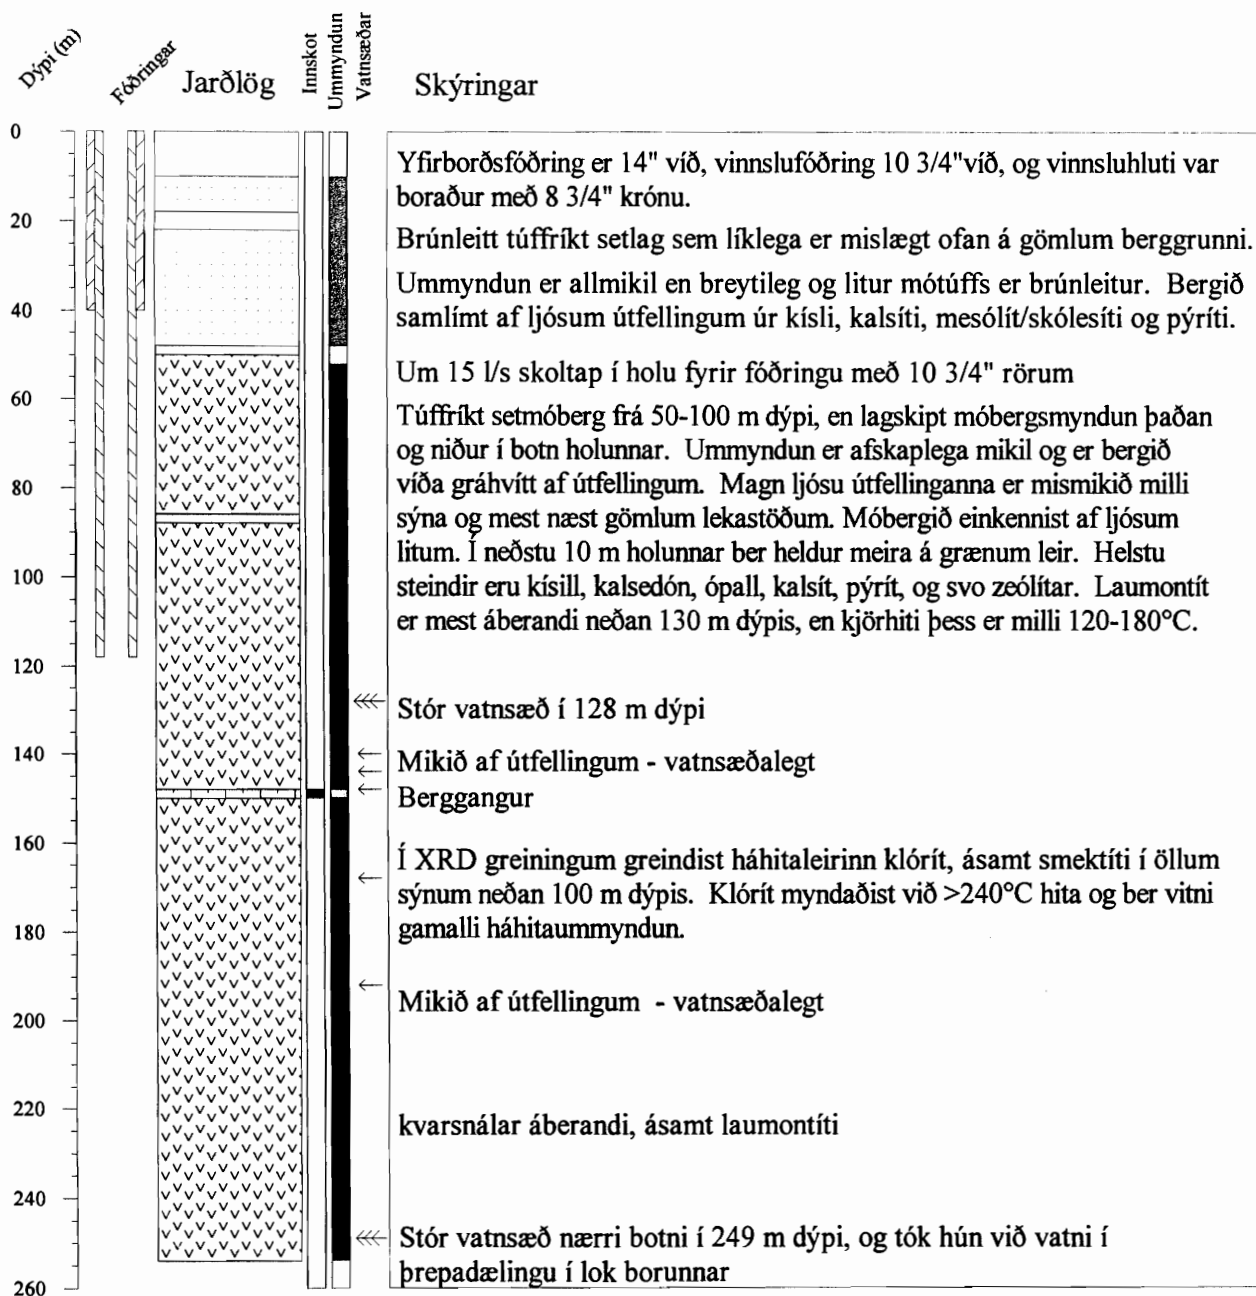 Dýpi (m)
Fóðringar
Jarðlög
Innskot
Ummyndun
Vatnsæðar
Skýringar
0
20
40
60
80
100
120
140
160
180
200
220
240
260
Yfirborðsfóðring er 14" víð, vinnslufóðring 10 3/4"víð, og vinnsluhluti var
boraður með 8 3/4" krónu.
Brúnleitt túffríkt setlag sem líklega er mislægt ofan á gömlum berggrunni.
Ummyndun er allmikil en breytileg og litur mótúffs er brúnleitur. Bergið
samlímt af ljósum útfellingum úr kísli, kalsíti, mesólít/skólesíti og pýríti.
Um 15 l/s skoltap í holu fyrir fóðringu með 10 3/4" rörum
Túffríkt setmóberg frá 50-100 m dýpi, en lagskipt móbergsmyndun þaðan
og niður í botn holunnar. Ummyndun er afskaplega mikil og er bergið
víða gráhvítt af útfellingum. Magn ljósu útfellinganna er mismikið milli
sýna og mest næst gömlum lekastöðum. Móbergið einkennist af ljósum
litum. Í neðstu 10 m holunnar ber heldur meira á grænum leir. Helstu
steindir eru kísill, kalsedón, ópall, kalsít, pýrít, og svo zeólítar. Laumontít
er mest áberandi neðan 130 m dýpis, en kjörhiti þess er milli 120-180°C.
Stór vatnsæð í 128 m dýpi
Mikið af útfellingum - vatnsæðalegt
Berggangur
Í XRD greiningum greindist háhitaleirinn klórít, ásamt smektíti í öllum
sýnum neðan 100 m dýpis. Klórít myndaðist við >240°C hita og ber vitni
gamalli háhitaummyndun.
Mikið af útfellingum - vatnsæðalegt
kvarsnálar áberandi, ásamt laumontíti
Stór vatnsæð nærri botni í 249 m dýpi, og tók hún við vatni í
þrepadælingu í lok borunnar